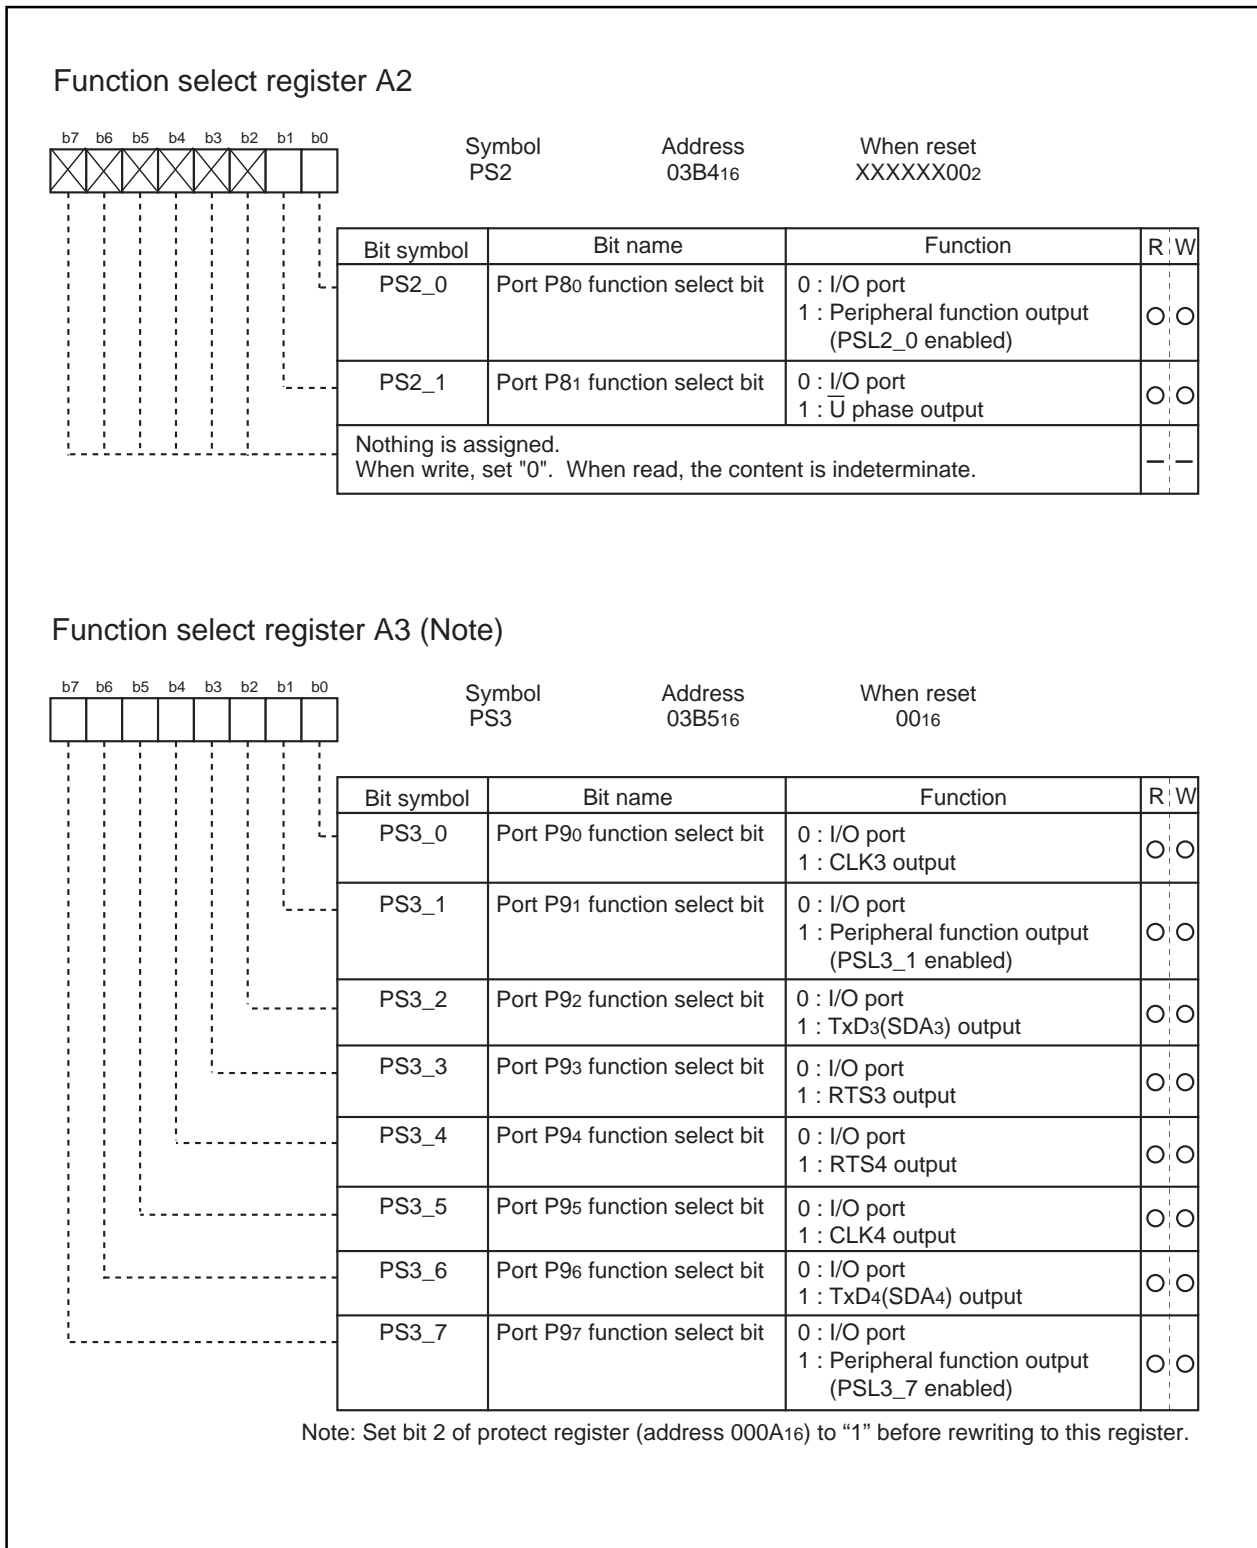 Function select register A2
b7 b6 b5 b4 b3 b2 b1 b0
Symbol Address When reset
PS2 03B416 XXXXXX002
Bit symbol Bit name Function R W
PS2_0 Port P80 function select bit 0 : I/O port
1 : Peripheral function output
(PSL2_0 enabled)
PS2_1 Port P81 function select bit 0 : I/O port
1 : U̅ phase output
Nothing is assigned.
When write, set "0". When read, the content is indeterminate.
Function select register A3 (Note)
b7 b6 b5 b4 b3 b2 b1 b0
Symbol Address When reset
PS3 03B516 0016
Bit symbol Bit name Function R W
PS3_0 Port P90 function select bit 0 : I/O port
1 : CLK3 output
PS3_1 Port P91 function select bit 0 : I/O port
1 : Peripheral function output
(PSL3_1 enabled)
PS3_2 Port P92 function select bit 0 : I/O port
1 : TxD3(SDA3) output
PS3_3 Port P93 function select bit 0 : I/O port
1 : RTS3 output
PS3_4 Port P94 function select bit 0 : I/O port
1 : RTS4 output
PS3_5 Port P95 function select bit 0 : I/O port
1 : CLK4 output
PS3_6 Port P96 function select bit 0 : I/O port
1 : TxD4(SDA4) output
PS3_7 Port P97 function select bit 0 : I/O port
1 : Peripheral function output
(PSL3_7 enabled)
Note: Set bit 2 of protect register (address 000A16) to “1” before rewriting to this register.